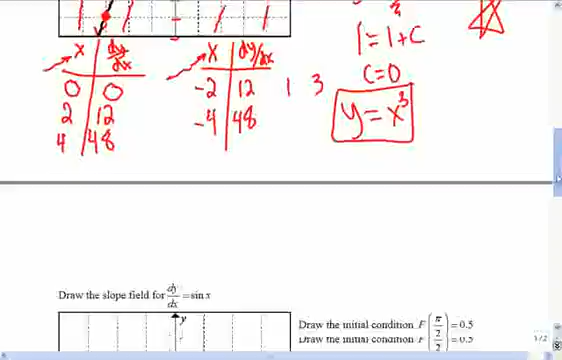 1 = 1 + C
C = 0
y = x³
x dy/dx
0 0
2 12
4 48
x dy/dx
-2 12 1 3
-4 48
Draw the slope field for dy/dx = sin x
y
Draw the initial condition F(π/2) = 0.5
Draw the initial condition F(π/2) = 0.5
1/2